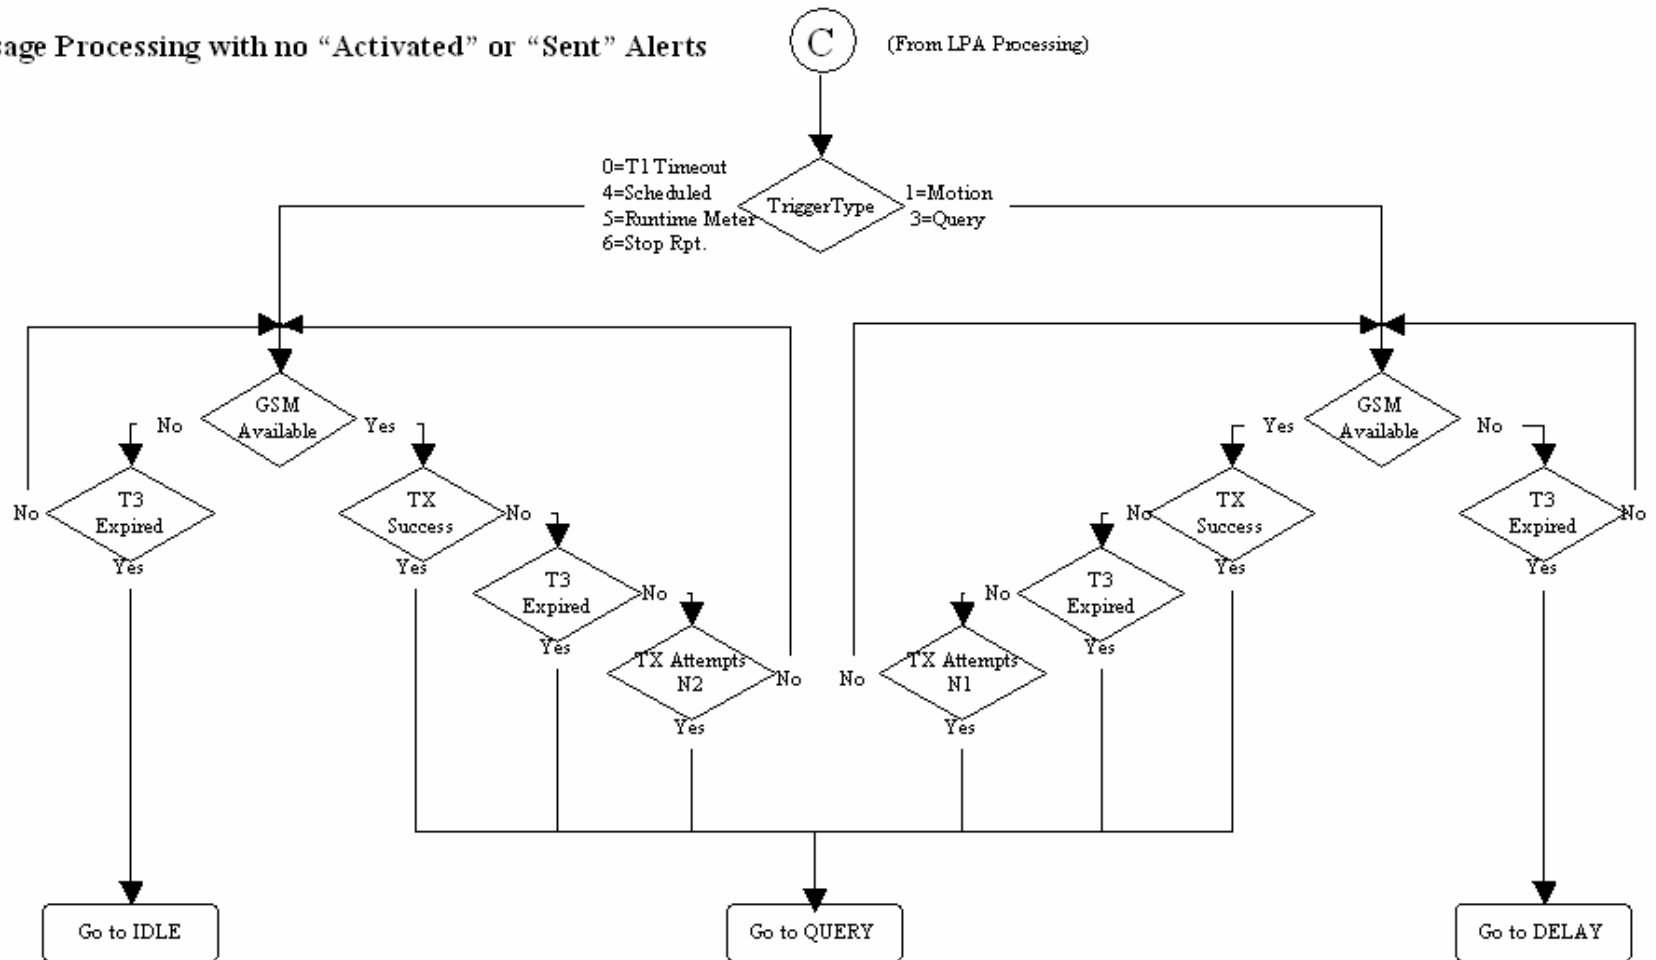 sage Processing with no “Activated” or “Sent” Alerts
C
(From LPA Processing)
0=T1 Timeout
4=Scheduled
5=Runtime Meter
6=Stop Rpt.
TriggerType
1=Motion
3=Query
GSM
Available
No
Yes
T3
Expired
No
Yes
TX
Success
No
Yes
T3
Expired
No
Yes
TX Attempts
N2
No
Yes
GSM
Available
Yes
No
TX
Success
No
Yes
T3
Expired
No
Yes
TX Attempts
N1
No
Yes
T3
Expired
No
Yes
Go to IDLE
Go to QUERY
Go to DELAY